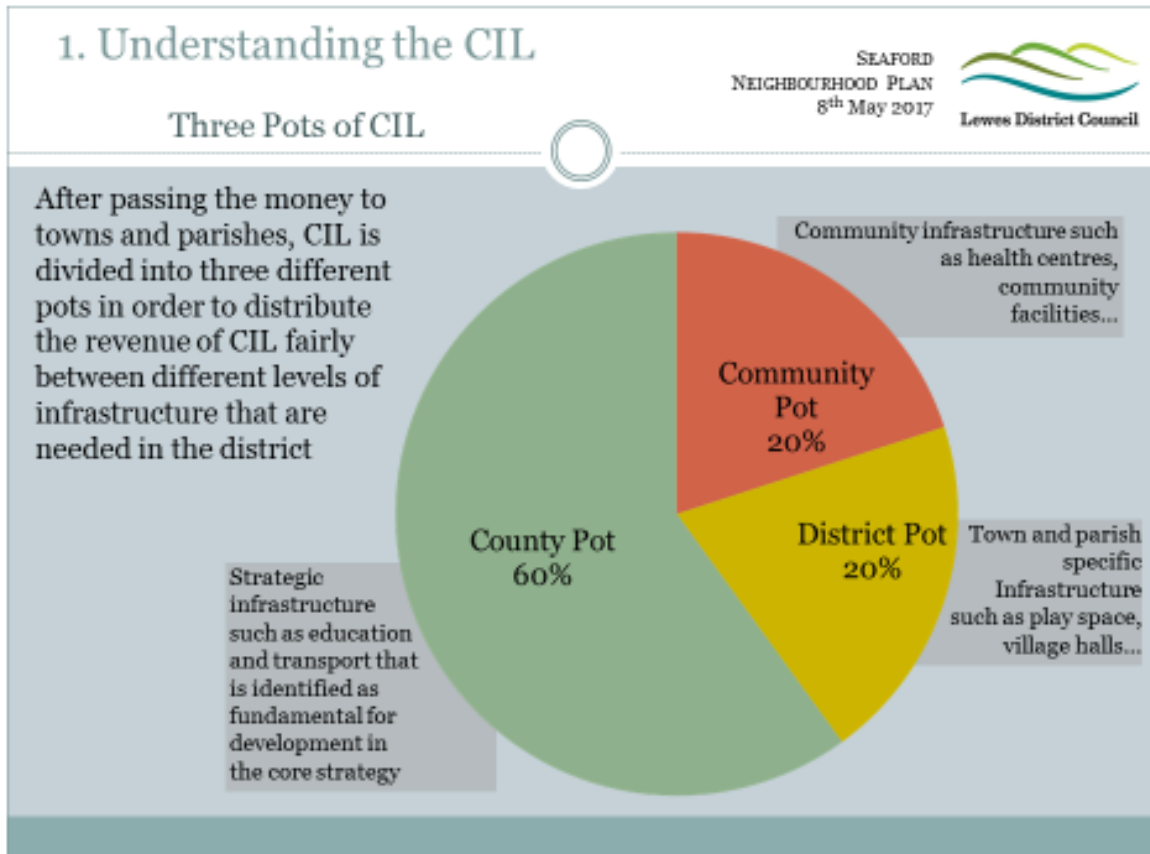 1. Understanding the CIL
Three Pots of CIL
SEAFORD
NEIGHBOURHOOD PLAN
8th May 2017
Lewes District Council
After passing the money to
towns and parishes, CIL is
divided into three different
pots in order to distribute
the revenue of CIL fairly
between different levels of
infrastructure that are
needed in the district
Community infrastructure such
as health centres,
community
facilities...
Community
Pot
20%
District Pot
20%
Town and parish
specific
Infrastructure
such as play space,
village halls...
County Pot
60%
Strategic
infrastructure
such as education
and transport that
is identified as
fundamental for
development in
the core strategy